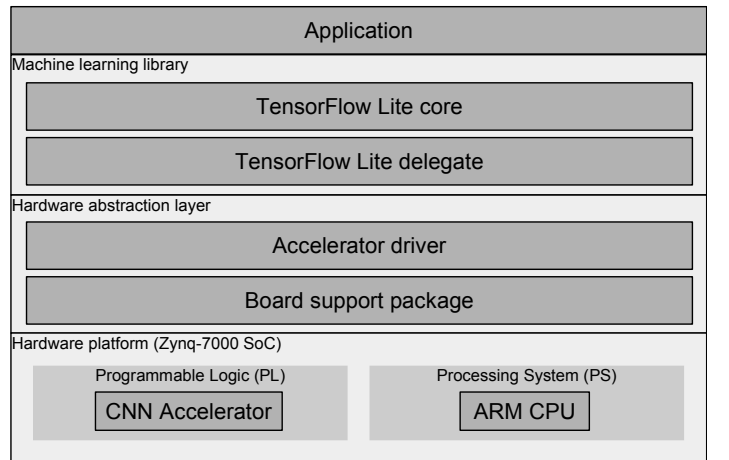 Application
Machine learning library
TensorFlow Lite core
TensorFlow Lite delegate
Hardware abstraction layer
Accelerator driver
Board support package
Hardware platform (Zynq-7000 SoC)
Programmable Logic (PL)
CNN Accelerator
Processing System (PS)
ARM CPU